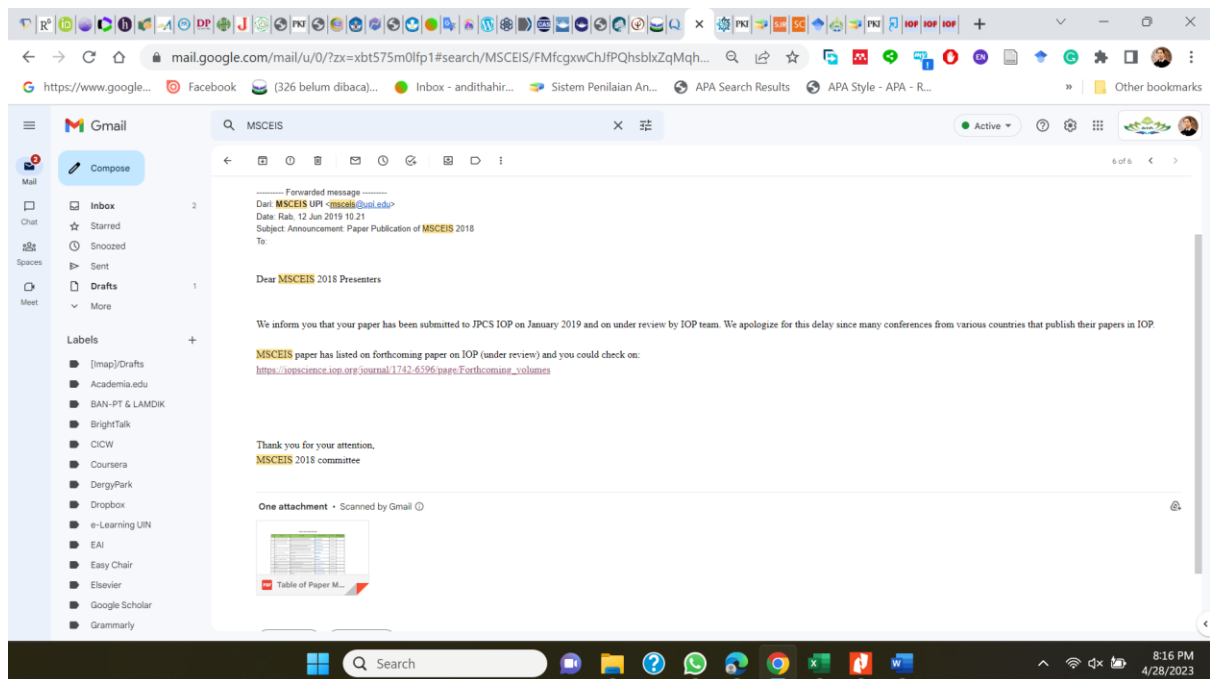 mail.google.com/mail/u/0/?zx=xbt575m0lfp1#search/MSCEIS/FMfcgxwChJfPQhsblxZqMqh...
https://www.google...
Facebook
(326 belum dibaca)...
Inbox - andithahir...
Sistem Penilaian An...
APA Search Results
APA Style - APA - R...
»
Other bookmarks
Gmail
MSCEIS
Active
Compose
6 of 6
Mail
2
Chat
Spaces
Meet
Inbox 2
Starred
Snoozed
Sent
Drafts 1
More
Labels +
[Imap]/Drafts
Academia.edu
BAN-PT & LAMDIK
BrightTalk
CICW
Coursera
DergyPark
Dropbox
e-Learning UIN
EAI
Easy Chair
Elsevier
Google Scholar
Grammarly
---------- Forwarded message ---------
Dari: MSCEIS UPI <msceis@upi.edu>
Date: Rab, 12 Jun 2019 10.21
Subject: Announcement: Paper Publication of MSCEIS 2018
To:
Dear MSCEIS 2018 Presenters
We inform you that your paper has been submitted to JPCS IOP on January 2019 and on under review by IOP team. We apologize for this delay since many conferences from various countries that publish their papers in IOP.
MSCEIS paper has listed on forthcoming paper on IOP (under review) and you could check on:
https://iopscience.iop.org/journal/1742-6596/page/Forthcoming_volumes
Thank you for your attention,
MSCEIS 2018 committee
One attachment • Scanned by Gmail
Table of Paper M...
Search
8:16 PM
4/28/2023